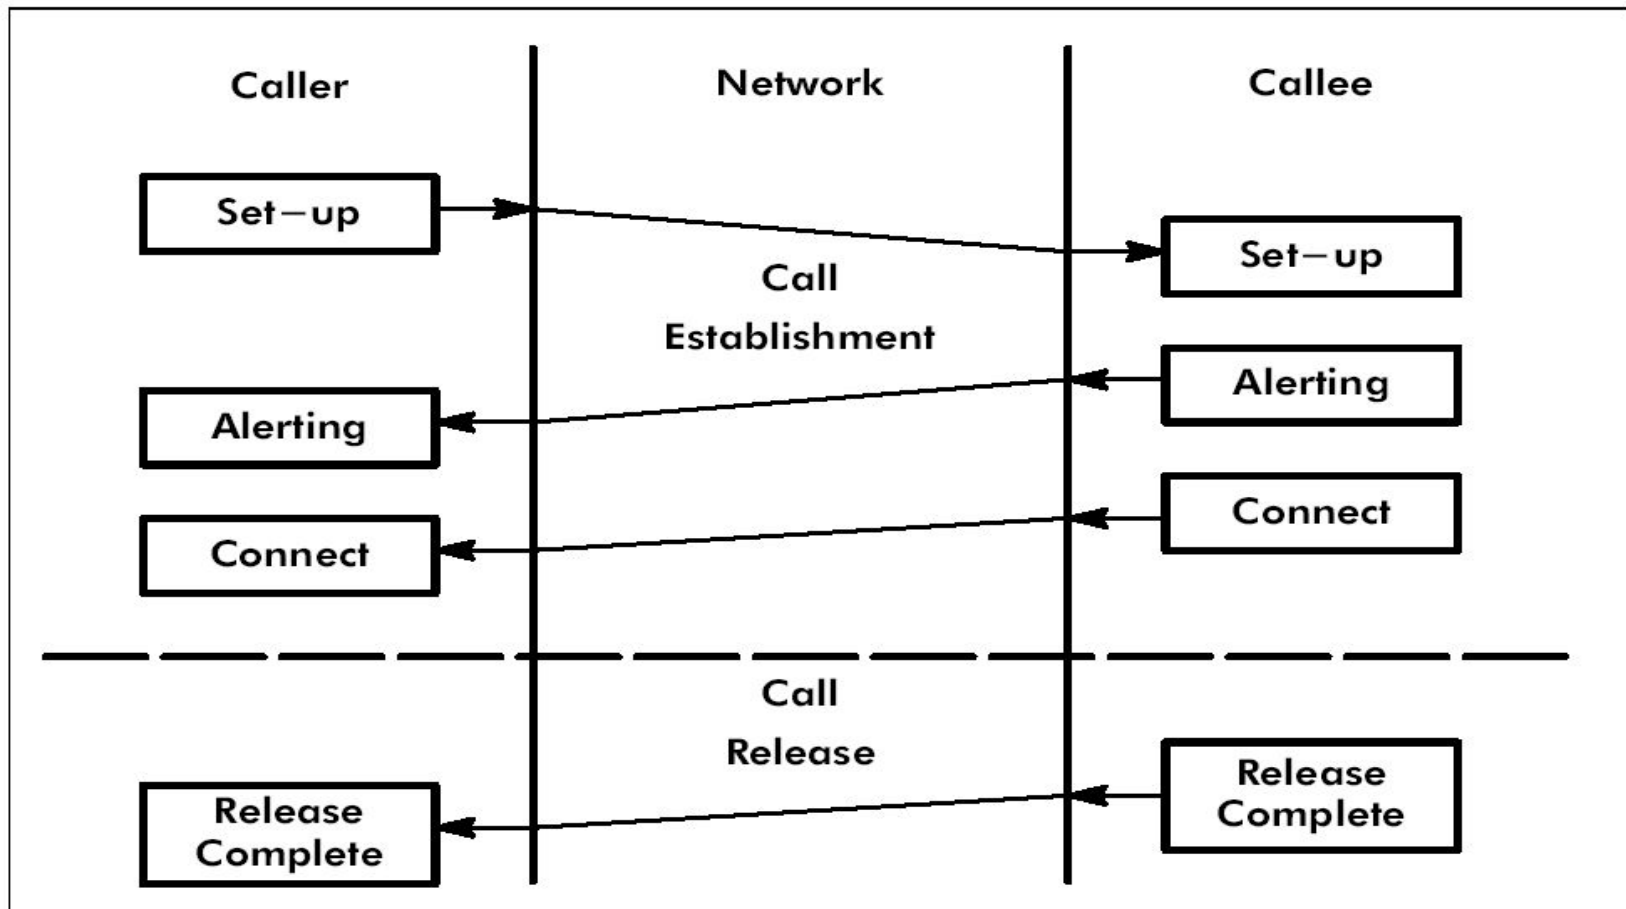 Caller
Network
Callee
Set-up
Set-up
Call
Establishment
Alerting
Alerting
Connect
Connect
Call
Release
Release
Complete
Release
Complete